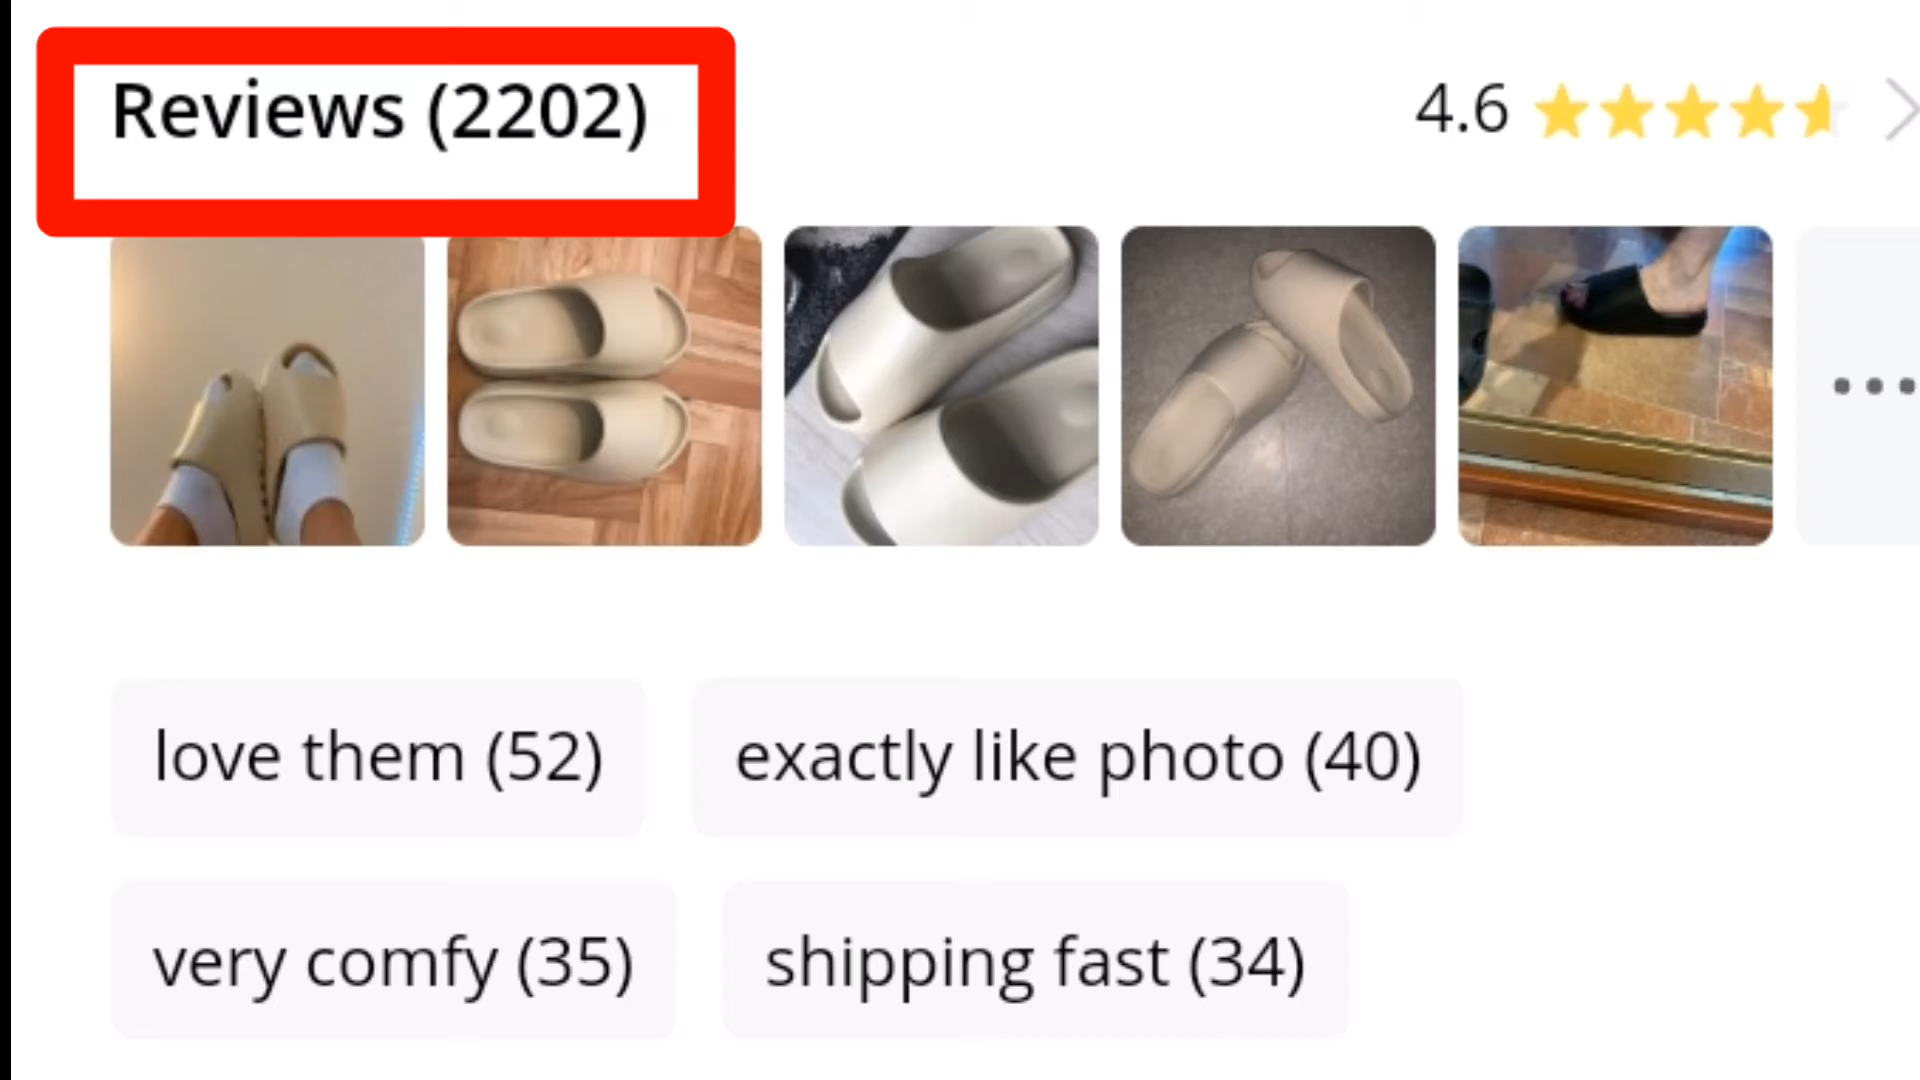 Reviews (2202)
4.6
love them (52)
exactly like photo (40)
very comfy (35)
shipping fast (34)